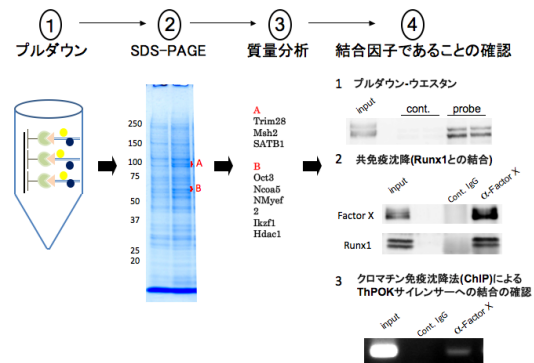 ① ② ③ ④
プルダウン SDS-PAGE 質量分析 結合因子であることの確認
250
150
100
75
50
37
25
20
A
B
A
Trim28
Msh2
SATB1
B
Oct3
Ncoa5
NMyef
2
Ikzf1
Hdac1
1 プルダウン-ウエスタン
input cont. probe
2 共免疫沈降(Runx1との結合)
input Cont. IgG α-Factor X
Factor X
Runx1
3 クロマチン免疫沈降法(ChIP)による
ThPOKサイレンサーへの結合の確認
input Cont. IgG α-Factor X